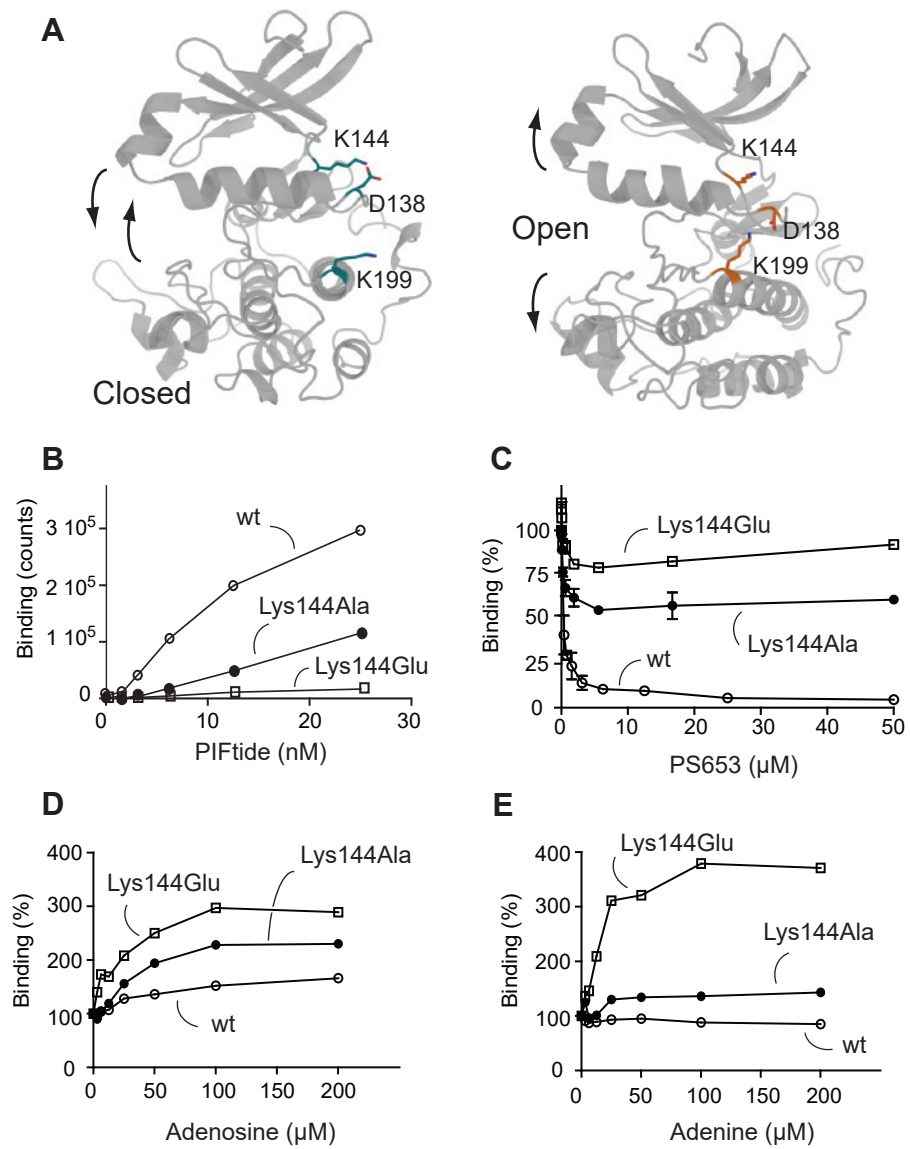 A
K144
D138
K199
Closed
K144
Open
D138
K199
B
Binding (counts)
3 10⁵
2 10⁵
1 10⁵
0
wt
Lys144Ala
Lys144Glu
0 10 20 30
PIFtide (nM)
C
Binding (%)
100
75
50
25
0
Lys144Glu
Lys144Ala
wt
0 10 20 30 40 50
PS653 (µM)
D
Binding (%)
400
300
200
100
0
Lys144Glu
Lys144Ala
wt
0 50 100 150 200
Adenosine (µM)
E
Binding (%)
400
300
200
100
0
Lys144Glu
Lys144Ala
wt
0 50 100 150 200
Adenine (µM)